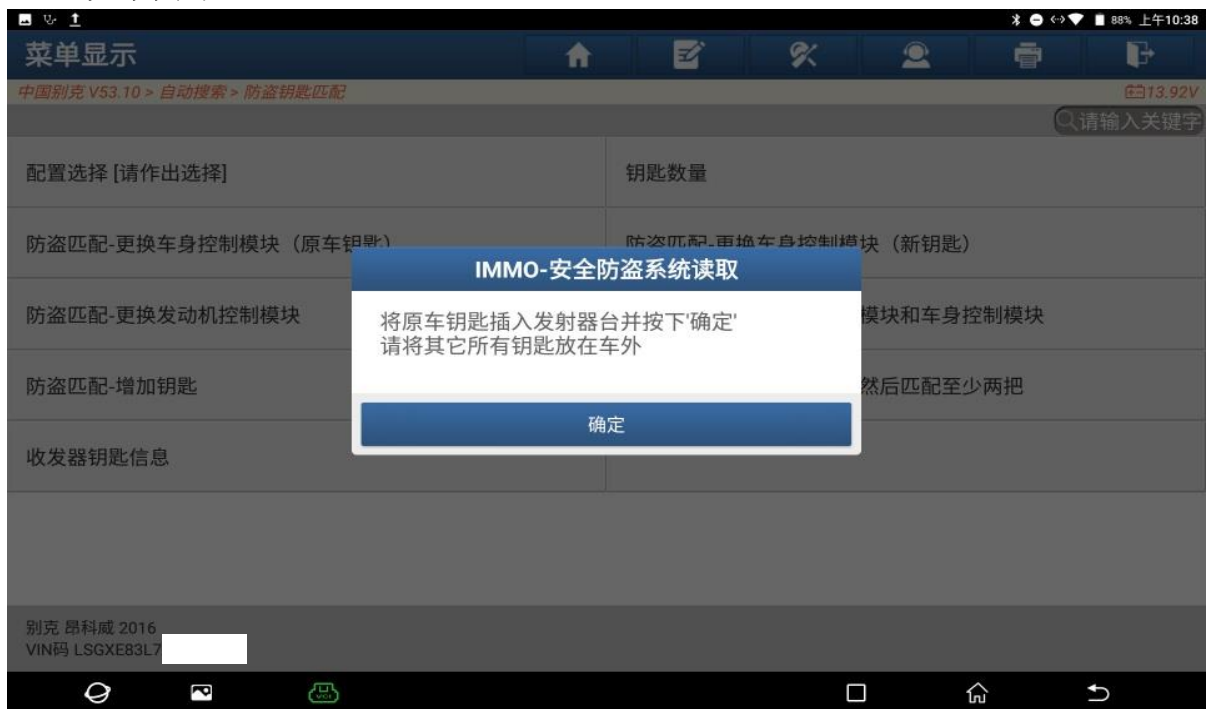 88% 上午10:38
菜单显示
中国别克 V53.10 > 自动搜索 > 防盗钥匙匹配
13.92V
请输入关键字
配置选择 [请作出选择]
钥匙数量
防盗匹配-更换车身控制模块（原车钥匙）
防盗匹配-更换车身控制模块（新钥匙）
IMMO-安全防盗系统读取
防盗匹配-更换发动机控制模块
将原车钥匙插入发射器台并按下'确定'
请将其它所有钥匙放在车外
模块和车身控制模块
防盗匹配-增加钥匙
然后匹配至少两把
确定
收发器钥匙信息
别克 昂科威 2016
VIN码 LSGXE83L7
VCI